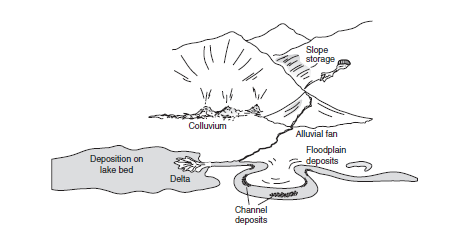 Slope
storage
Colluvium
Alluvial fan
Floodplain
deposits
Deposition on
lake bed
Delta
Channel
deposits